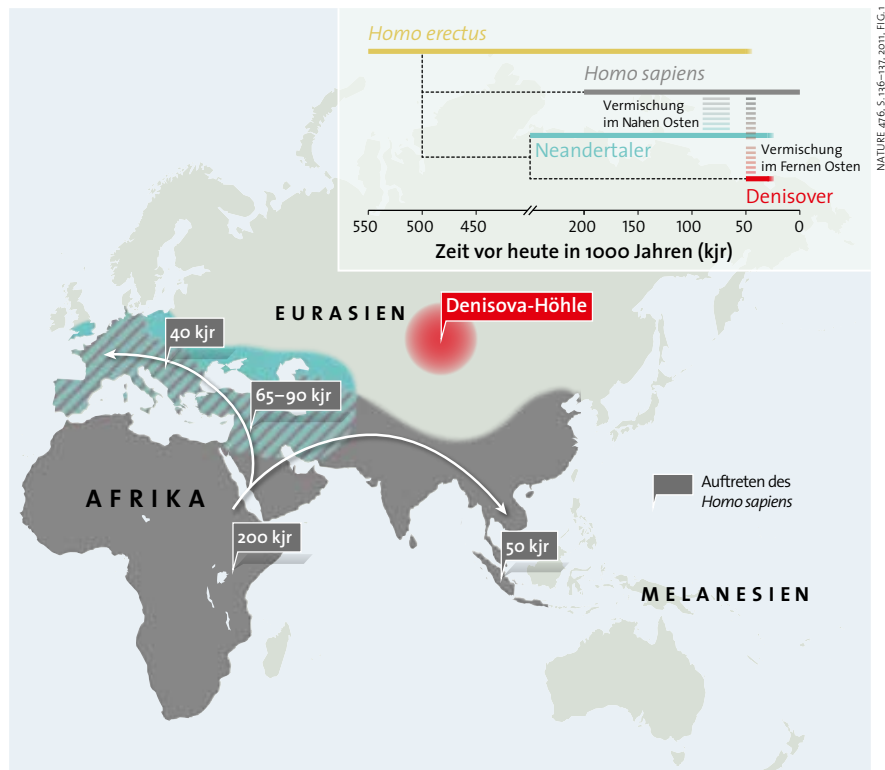 Homo erectus
Homo sapiens
Vermischung
im Nahen Osten
Neandertaler
Vermischung
im Fernen Osten
Denisover
550 500 450 200 150 100 50 0
Zeit vor heute in 1000 Jahren (kjr)
NATURE 476, S. 136–137, 2011, FIG. 1
EURASIEN
Denisova-Höhle
40 kjr
65–90 kjr
AFRIKA
Auftreten des
Homo sapiens
200 kjr
50 kjr
MELANESIEN